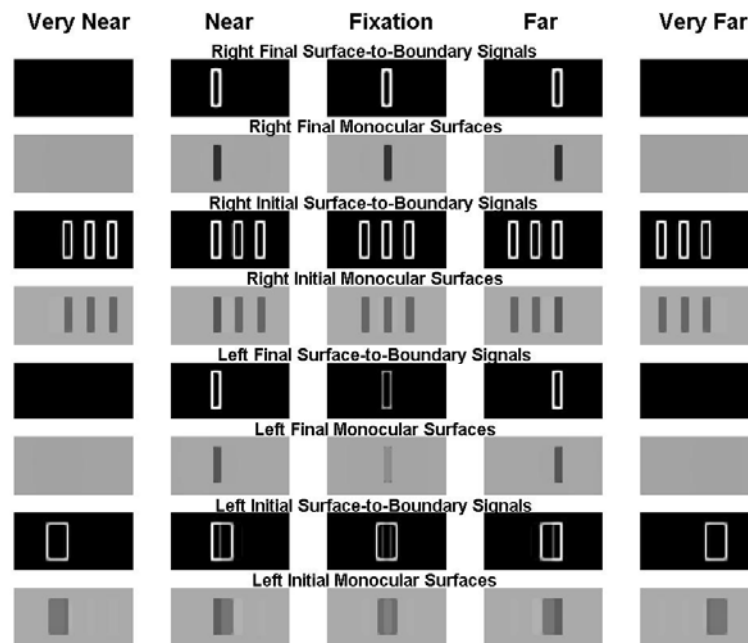 Very Near Near Fixation Far Very Far
Right Final Surface-to-Boundary Signals
Right Final Monocular Surfaces
Right Initial Surface-to-Boundary Signals
Right Initial Monocular Surfaces
Left Final Surface-to-Boundary Signals
Left Final Monocular Surfaces
Left Initial Surface-to-Boundary Signals
Left Initial Monocular Surfaces